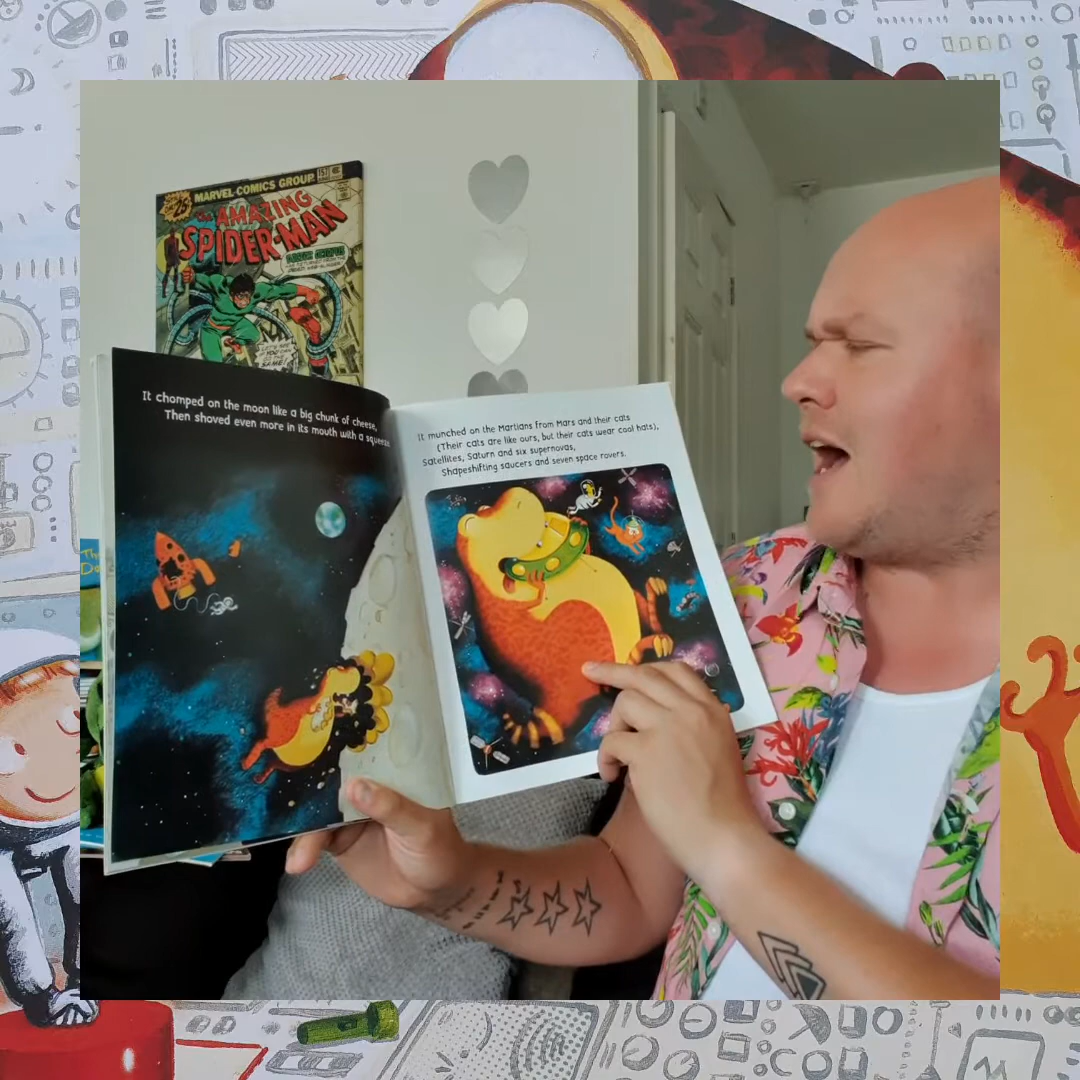 MARVEL COMICS GROUP
157
THE AMAZING
SPIDER-MAN
DOCTOR OCTOPUS
It chomped on the moon like a big chunk of cheese,
Then shoved even more in its mouth with a squeeze
It munched on the Martians from Mars and their cats
(Their cats are like ours, but their cats wear cool hats),
Satellites, Saturn and six supernovas,
Shapeshifting saucers and seven space rovers.